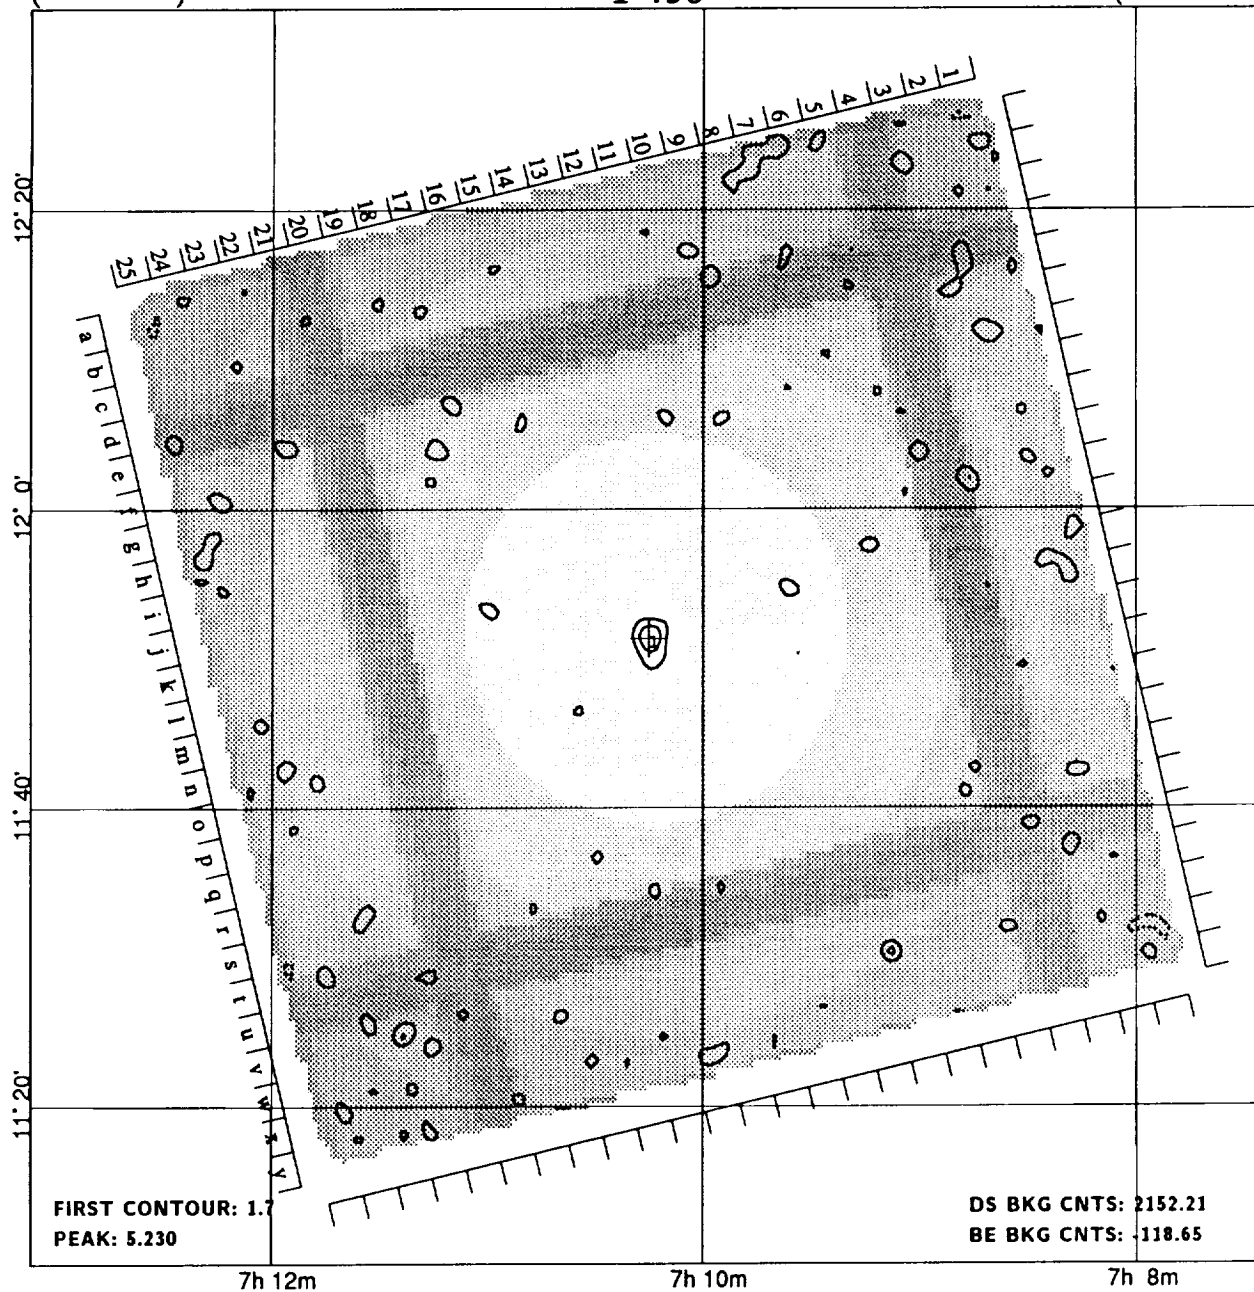 1
2
3
4
5
6
7
8
9
10
11
12
13
14
15
16
17
18
19
20
21
22
23
24
25
12° 20'
12° 0'
11° 40'
11° 20'
a
b
c
d
e
f
g
h
i
j
k
l
m
n
o
p
q
r
s
t
u
v
w
x
y
FIRST CONTOUR: 1.7
PEAK: 5.230
DS BKG CNTS: 2152.21
BE BKG CNTS: -118.65
7h 12m
7h 10m
7h 8m